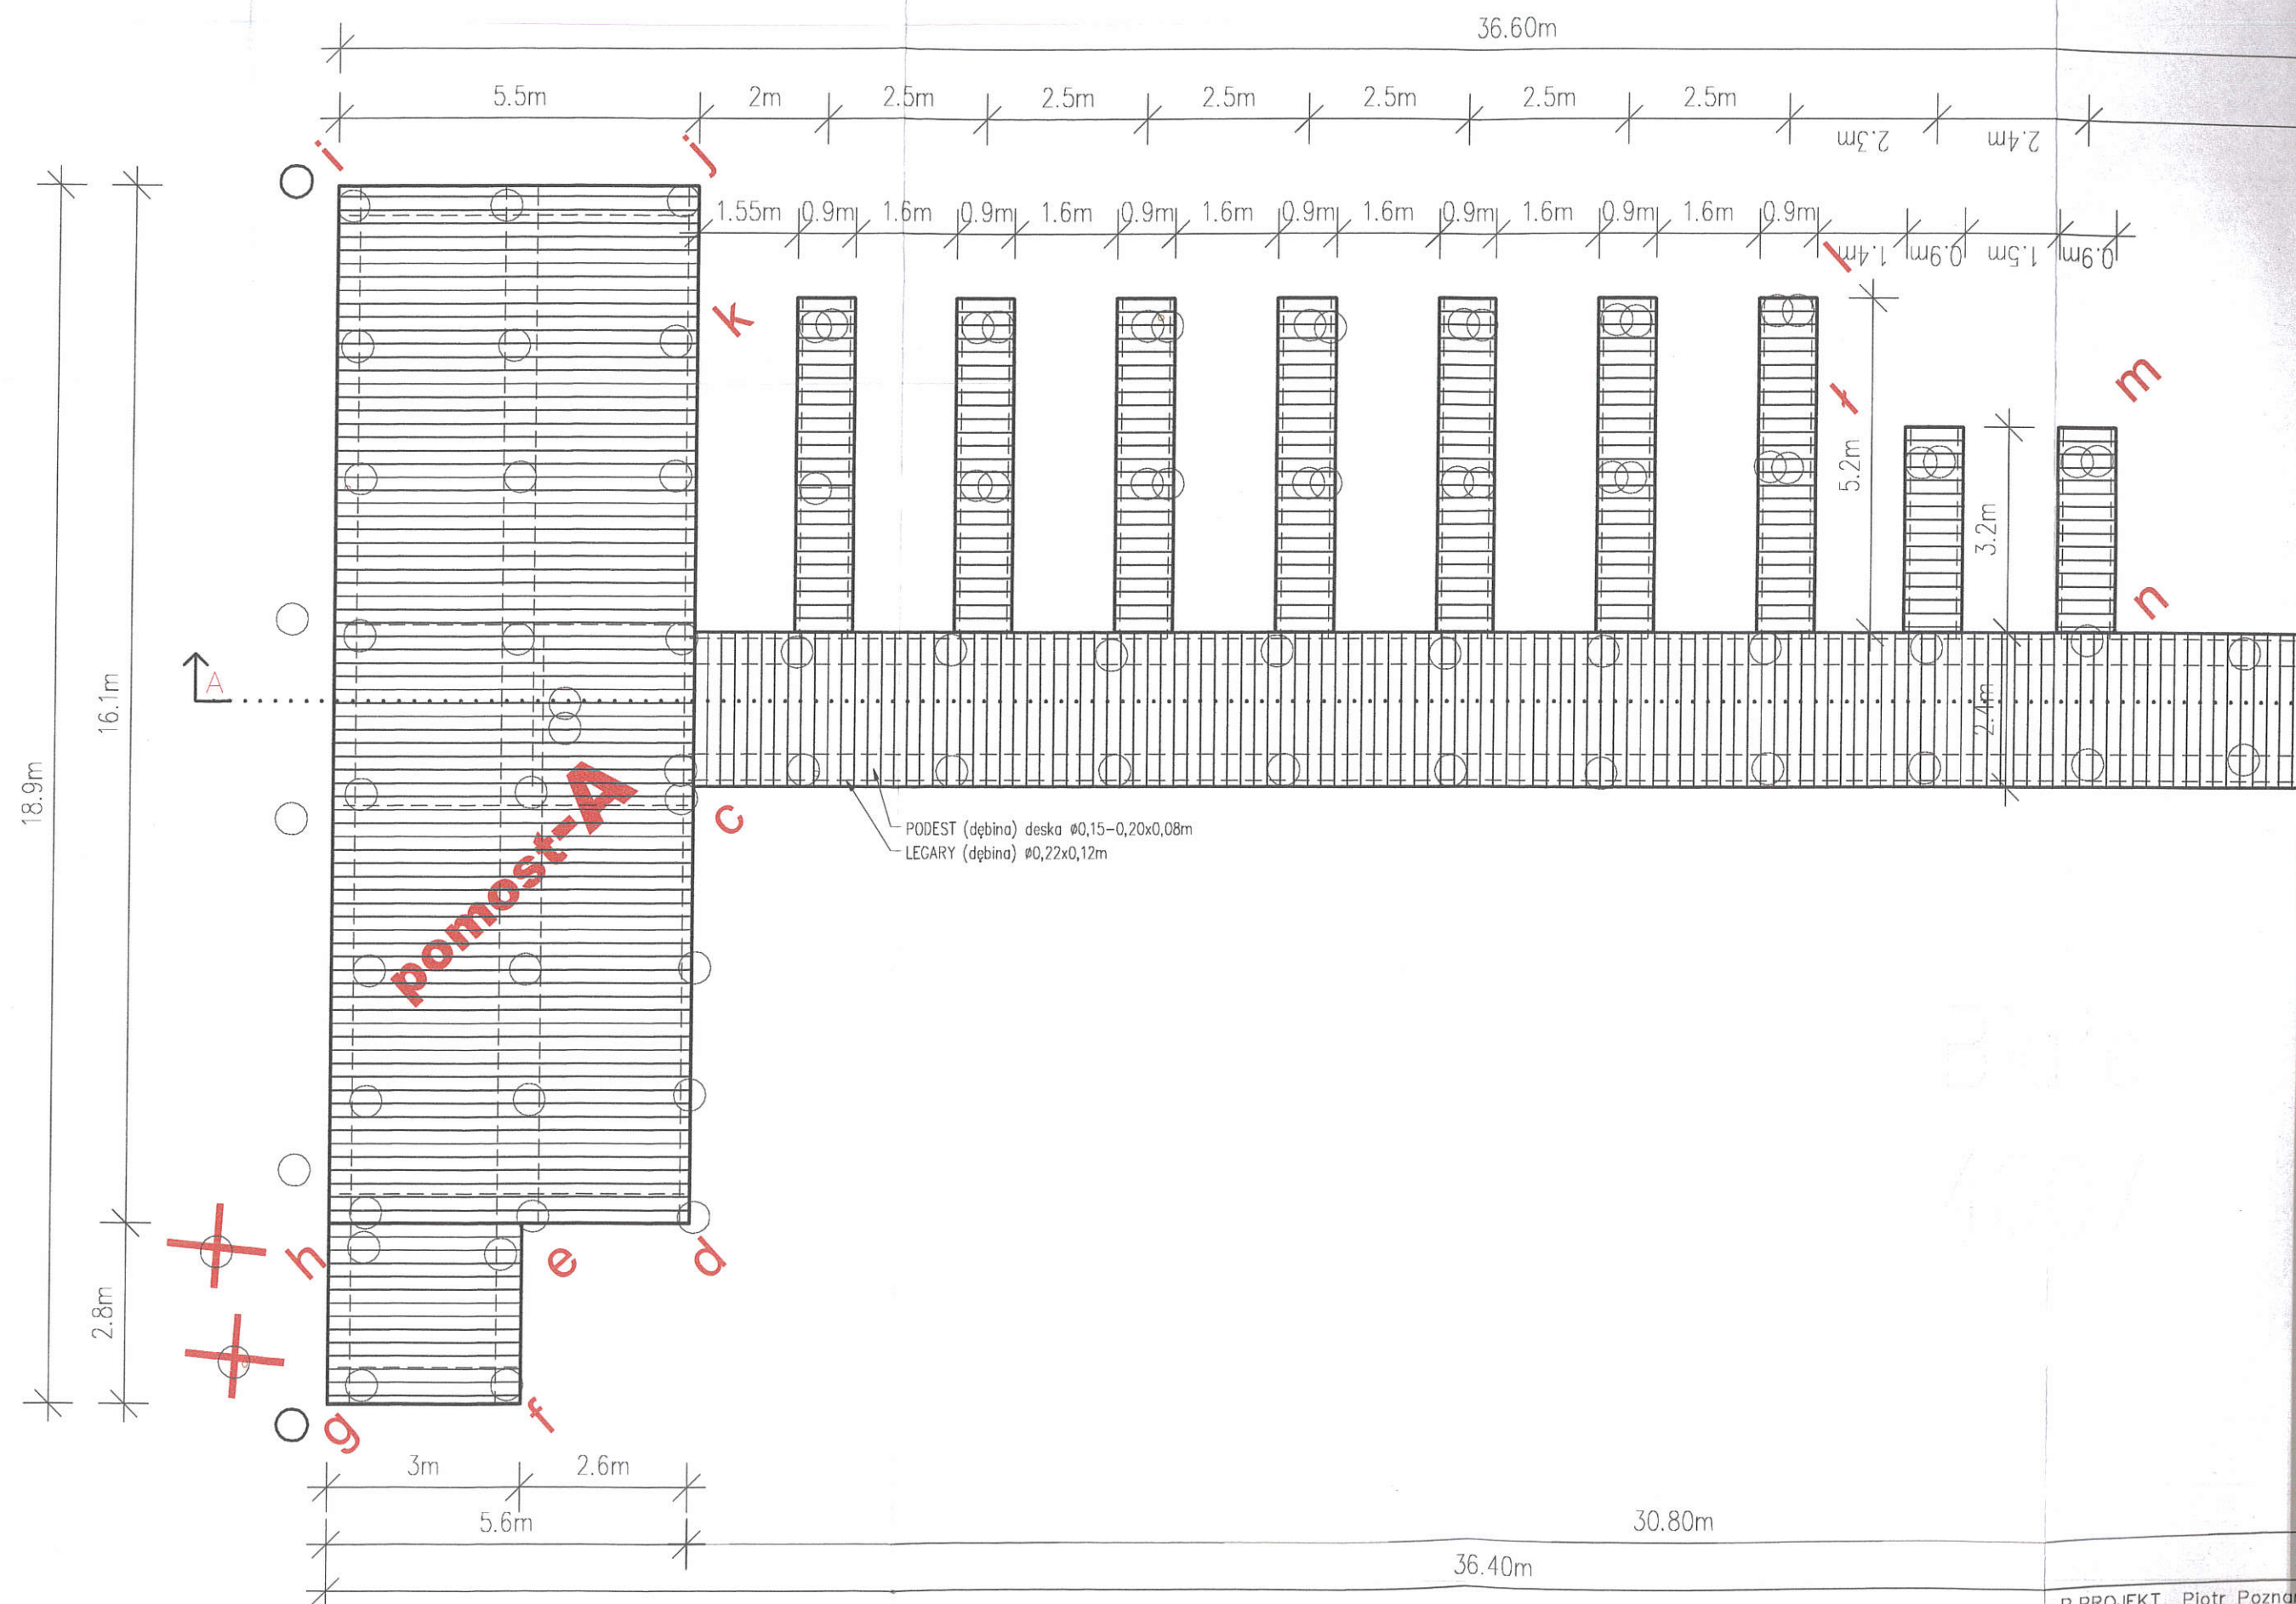 36.60m
5.5m 2m 2.5m 2.5m 2.5m 2.5m 2.5m 2.5m
2.3m 2.4m
i j
1.55m 0.9m 1.6m 0.9m 1.6m 0.9m 1.6m 0.9m 1.6m 0.9m 1.6m 0.9m 1.6m 0.9m
1.4m 0.9m 1.5m 0.9m
l
k
m
ł
5.2m
3.2m
n
A
16.1m
18.9m
2.4m
pomost-A
c
PODEST (dębina) deska ø0,15-0,20x0,08m
LEGARY (dębina) ø0,22x0,12m
h e d
2.8m
g f
3m 2.6m
5.6m
30.80m
36.40m
P.PROJEKT Piotr